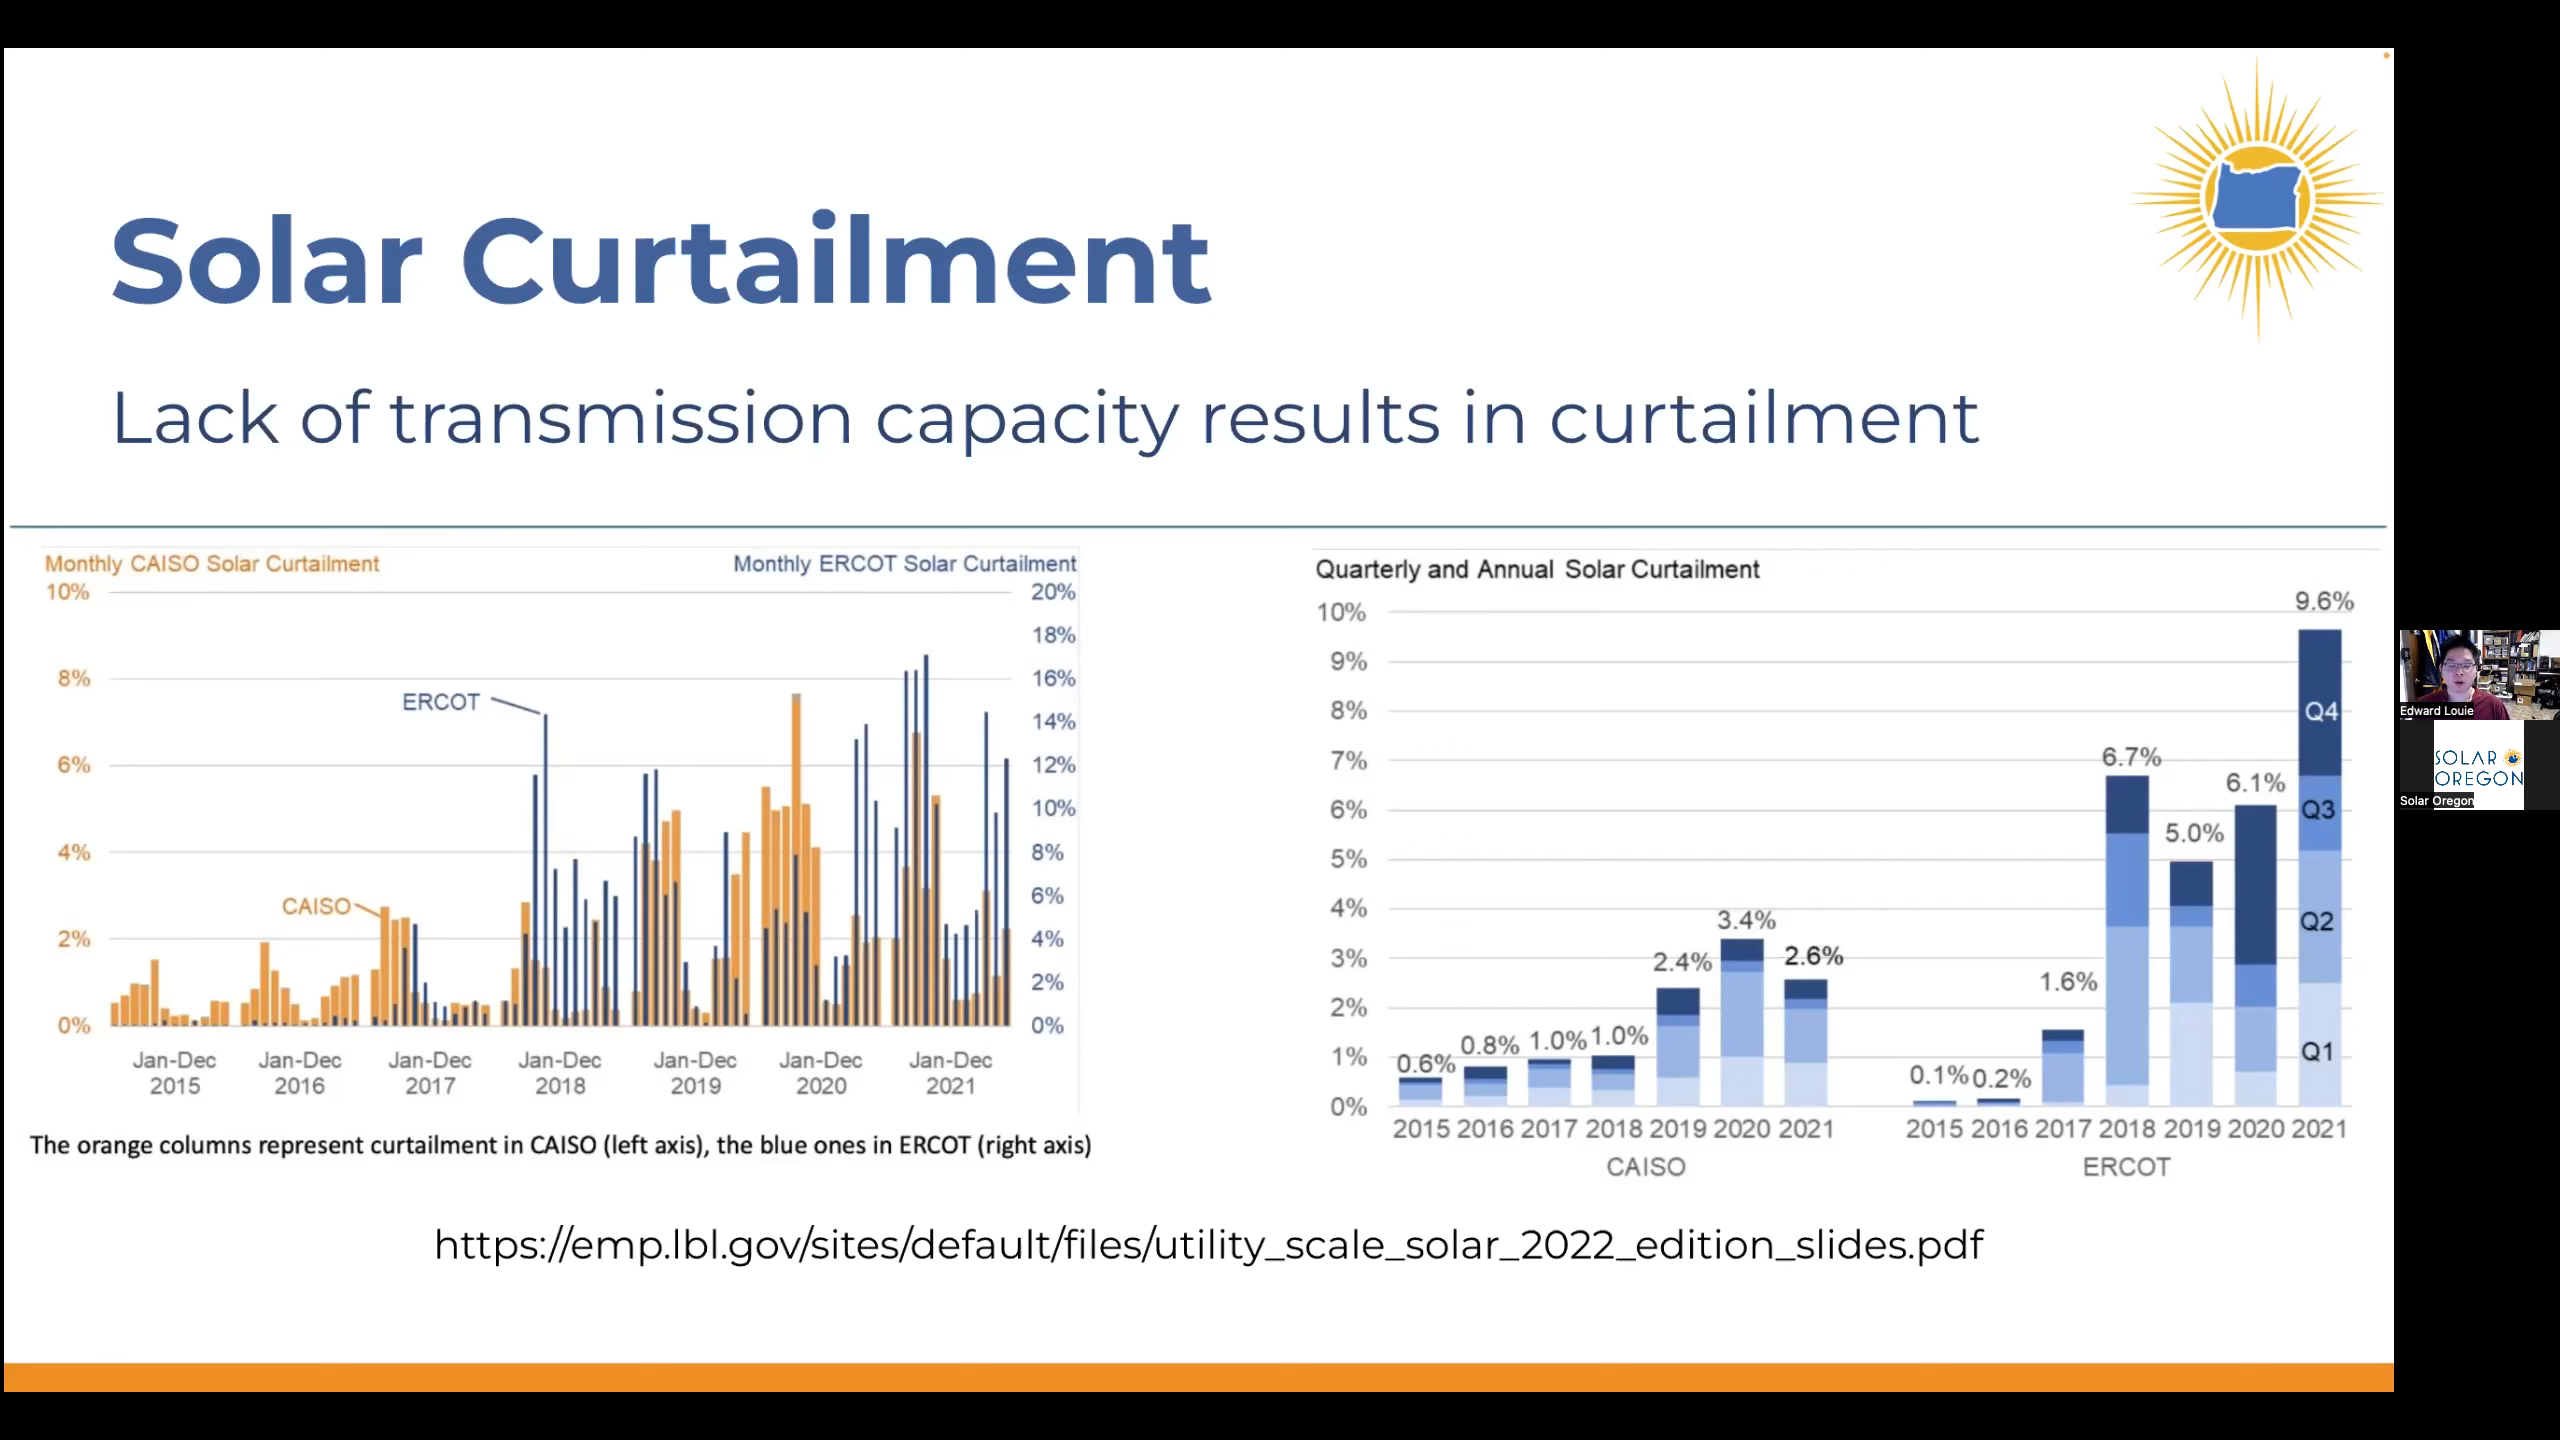 Solar Curtailment
Lack of transmission capacity results in curtailment
Monthly CAISO Solar Curtailment
Monthly ERCOT Solar Curtailment
10%
8%
6%
4%
2%
0%
20%
18%
16%
14%
12%
10%
8%
6%
4%
2%
0%
ERCOT
CAISO
Jan-Dec Jan-Dec Jan-Dec Jan-Dec Jan-Dec Jan-Dec Jan-Dec
2015 2016 2017 2018 2019 2020 2021
The orange columns represent curtailment in CAISO (left axis), the blue ones in ERCOT (right axis)
Quarterly and Annual Solar Curtailment
10%
9%
8%
7%
6%
5%
4%
3%
2%
1%
0%
0.6% 0.8% 1.0% 1.0% 2.4% 3.4% 2.6%
0.1% 0.2% 1.6% 6.7% 5.0% 6.1% 9.6%
Q4
Q3
Q2
Q1
2015 2016 2017 2018 2019 2020 2021
2015 2016 2017 2018 2019 2020 2021
CAISO
ERCOT
https://emp.lbl.gov/sites/default/files/utility_scale_solar_2022_edition_slides.pdf
Edward Louie
SOLAR
OREGON
Solar Oregon